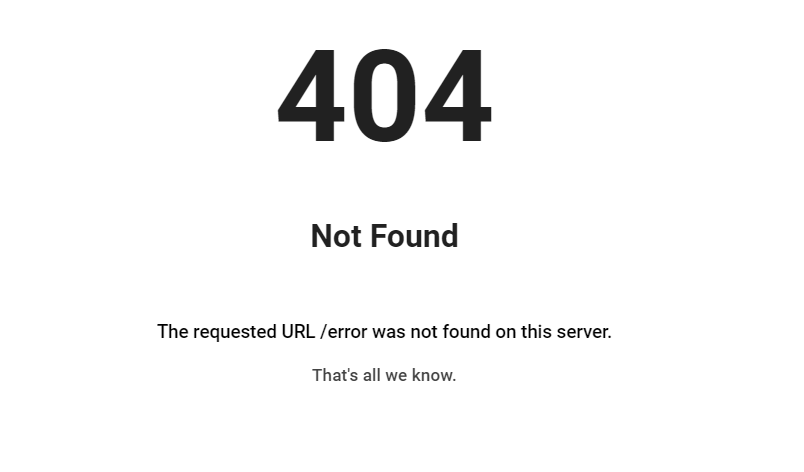 404
Not Found
The requested URL /error was not found on this server.
That's all we know.